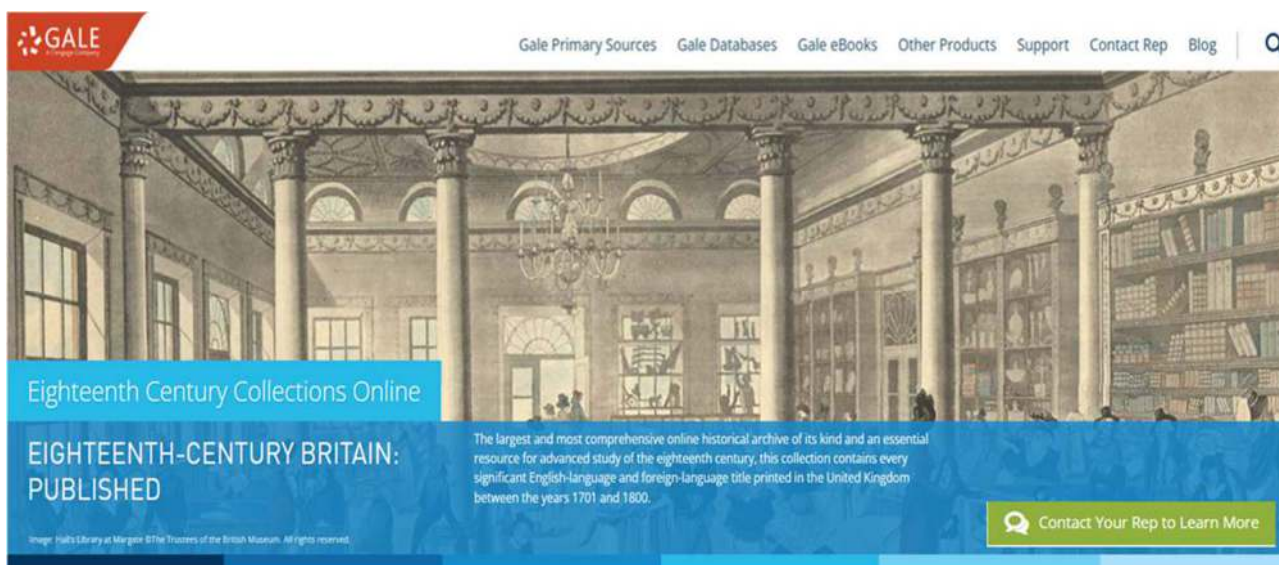 GALE
A Cengage Company
Gale Primary Sources Gale Databases Gale eBooks Other Products Support Contact Rep Blog
Eighteenth Century Collections Online
EIGHTEENTH-CENTURY BRITAIN:
PUBLISHED
The largest and most comprehensive online historical archive of its kind and an essential
resource for advanced study of the eighteenth century, this collection contains every
significant English-language and foreign-language title printed in the United Kingdom
between the years 1701 and 1800.
Image: Hall's Library at Margate ©The Trustees of the British Museum. All rights reserved.
Contact Your Rep to Learn More